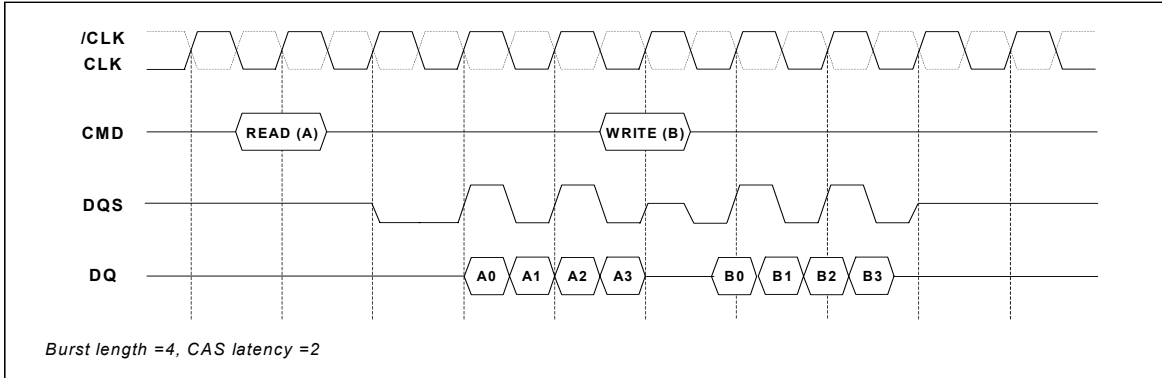 /CLK
CLK
CMD READ (A) WRITE (B)
DQS
DQ A0 A1 A2 A3 B0 B1 B2 B3
Burst length =4, CAS latency =2